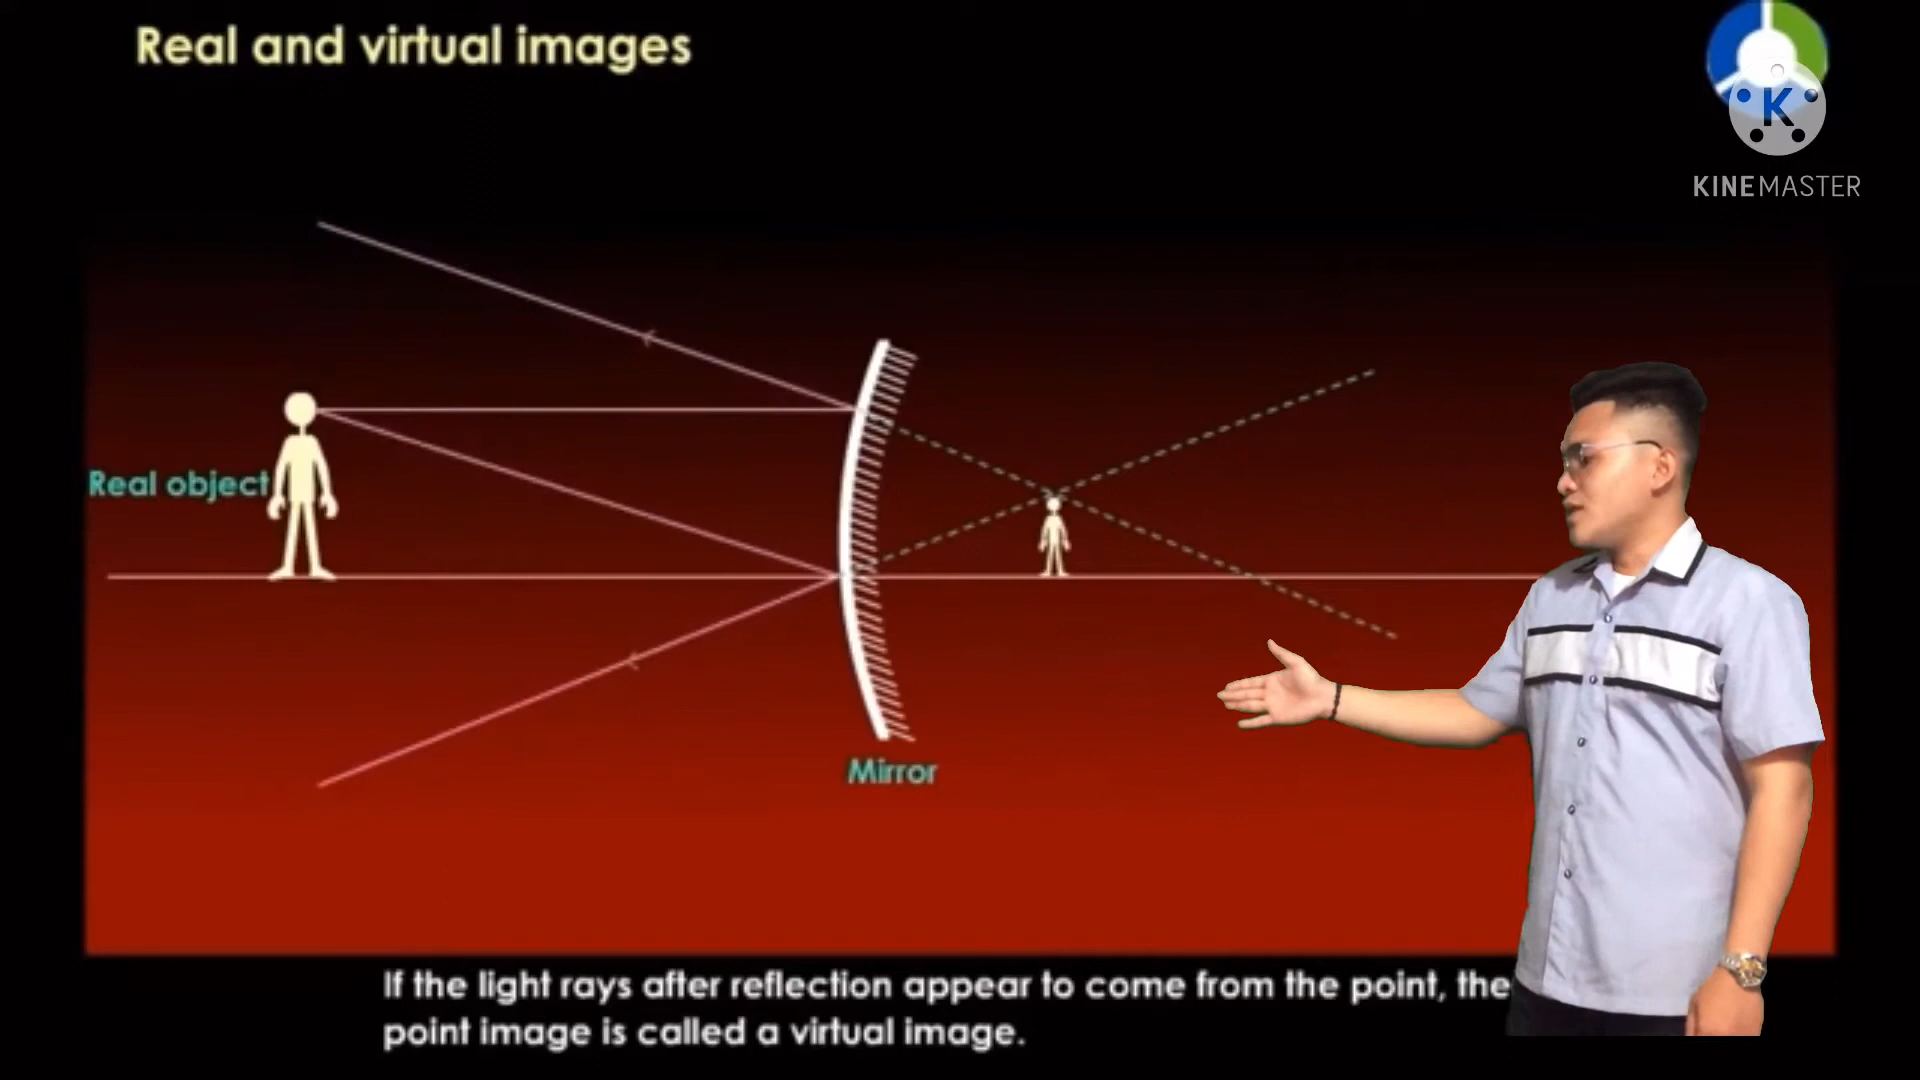 Real and virtual images
K
KINEMASTER
Real object
Mirror
If the light rays after reflection appear to come from the point, the
point image is called a virtual image.